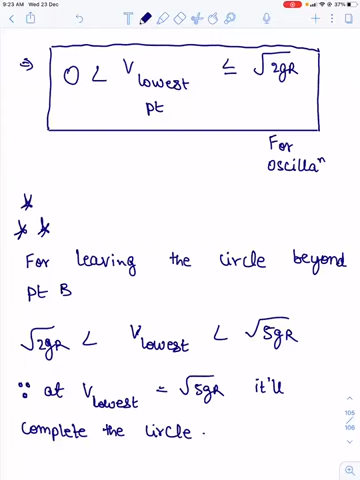 9:23 AM Wed 23 Dec
37%
⇒ 0 < V lowest pt ≤ √2gR
For
oscillaⁿ
For leaving the circle beyond
pt B
√2gR < V lowest < √5gR
∵ at V lowest = √5gR it'll
complete the circle.
105
/
106